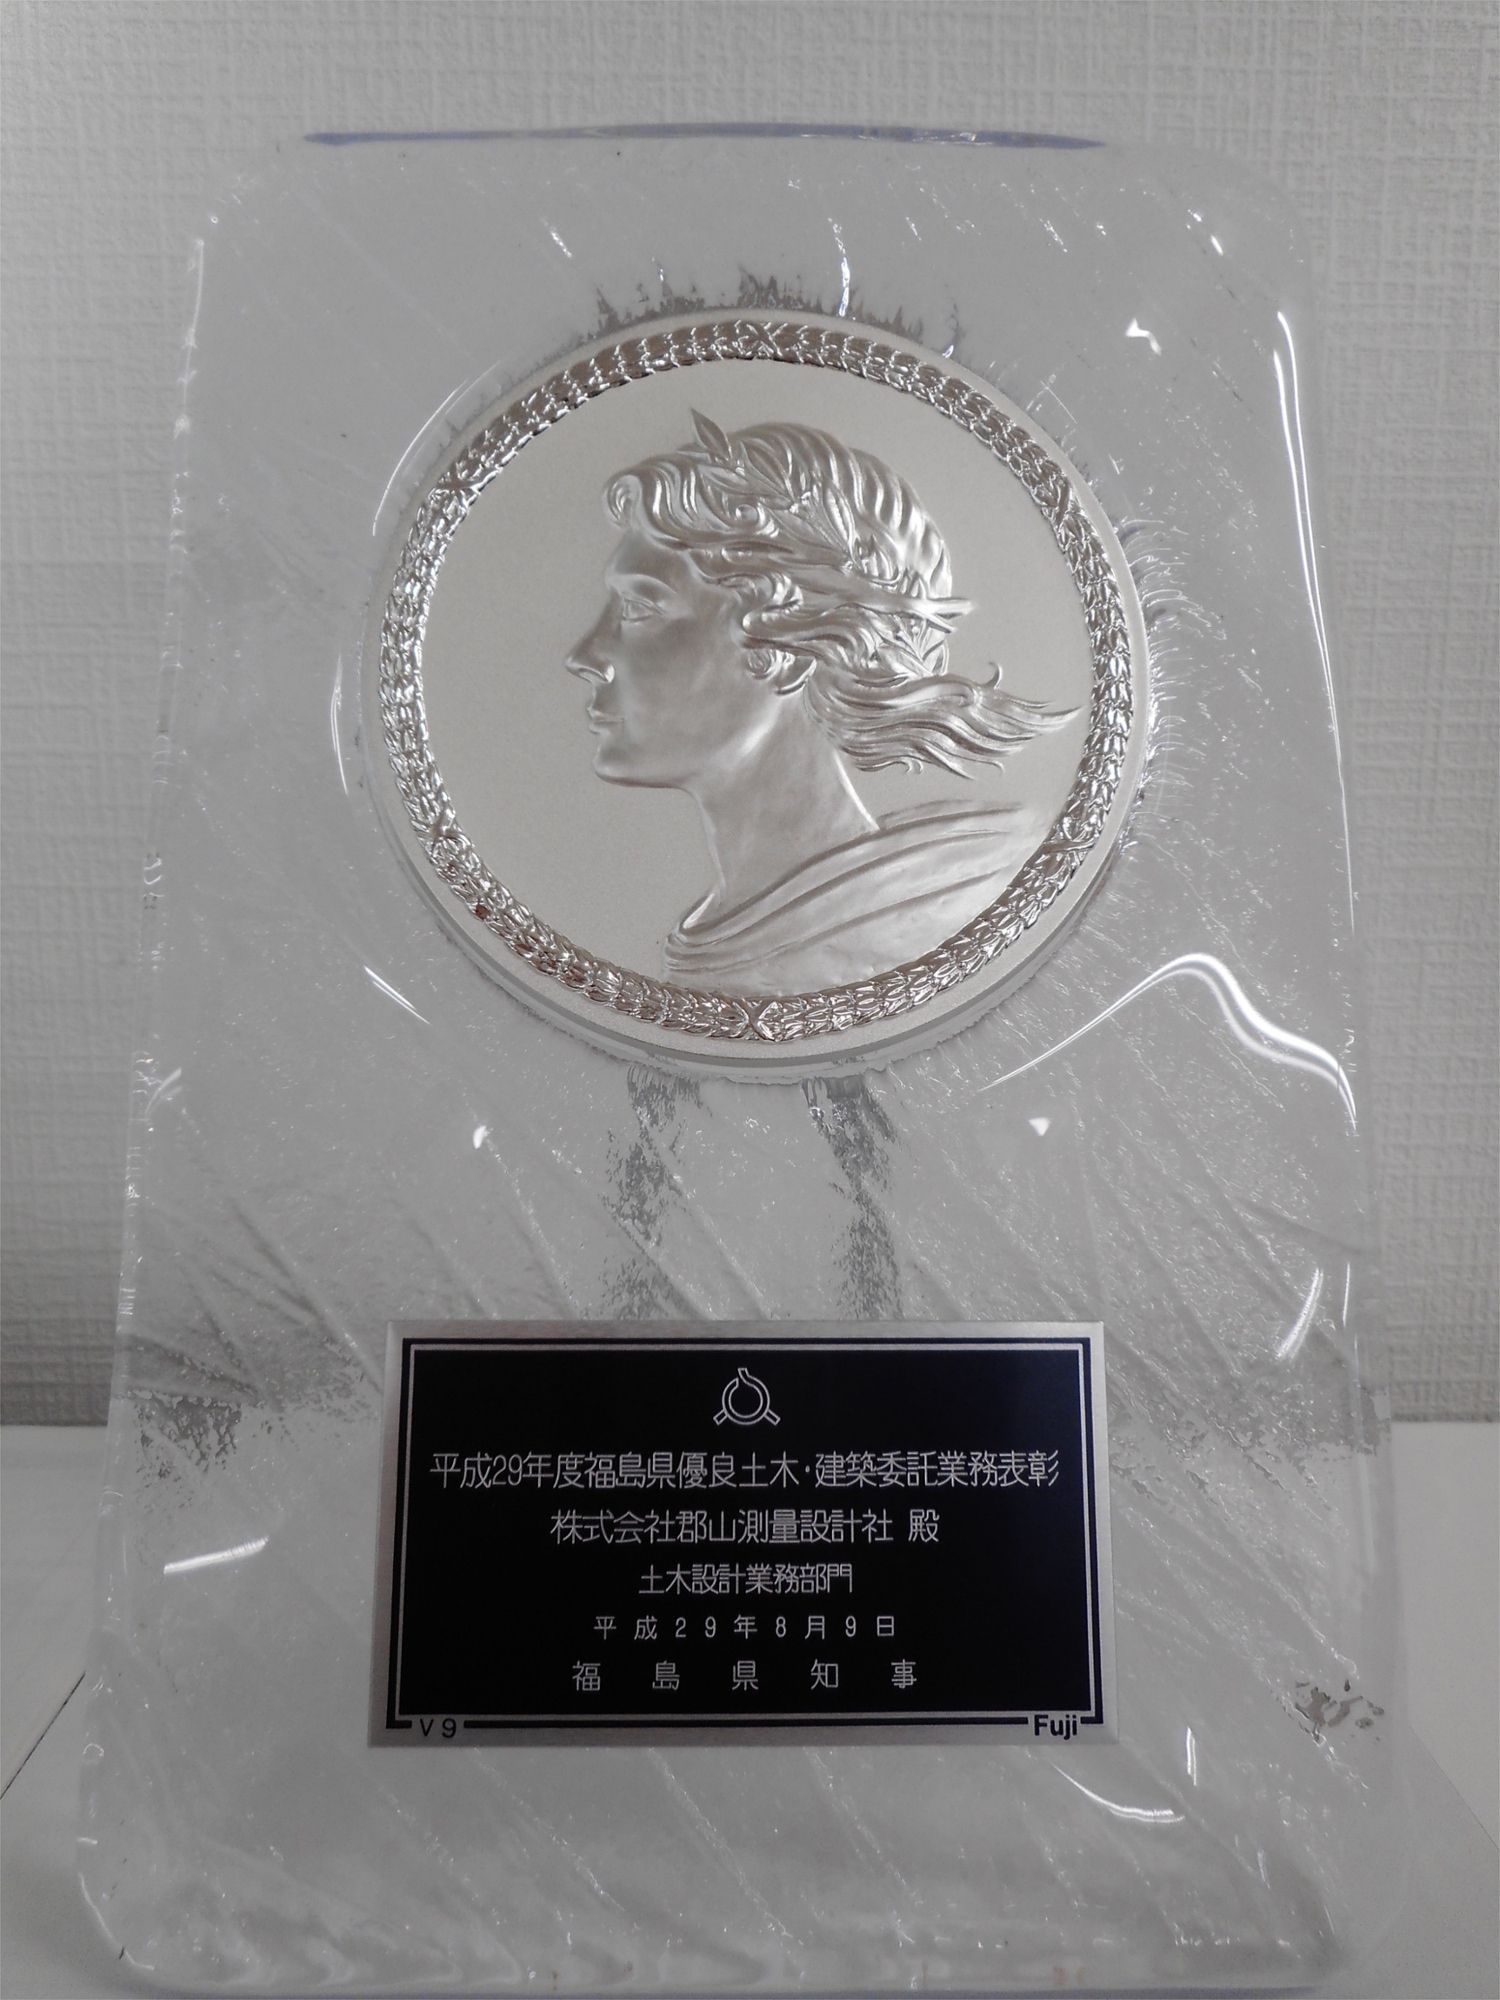 平成29年度福島県優良土木・建築委託業務表彰
株式会社郡山測量設計社 殿
土木設計業務部門
平成29年8月9日
福島県知事
V9 Fuji